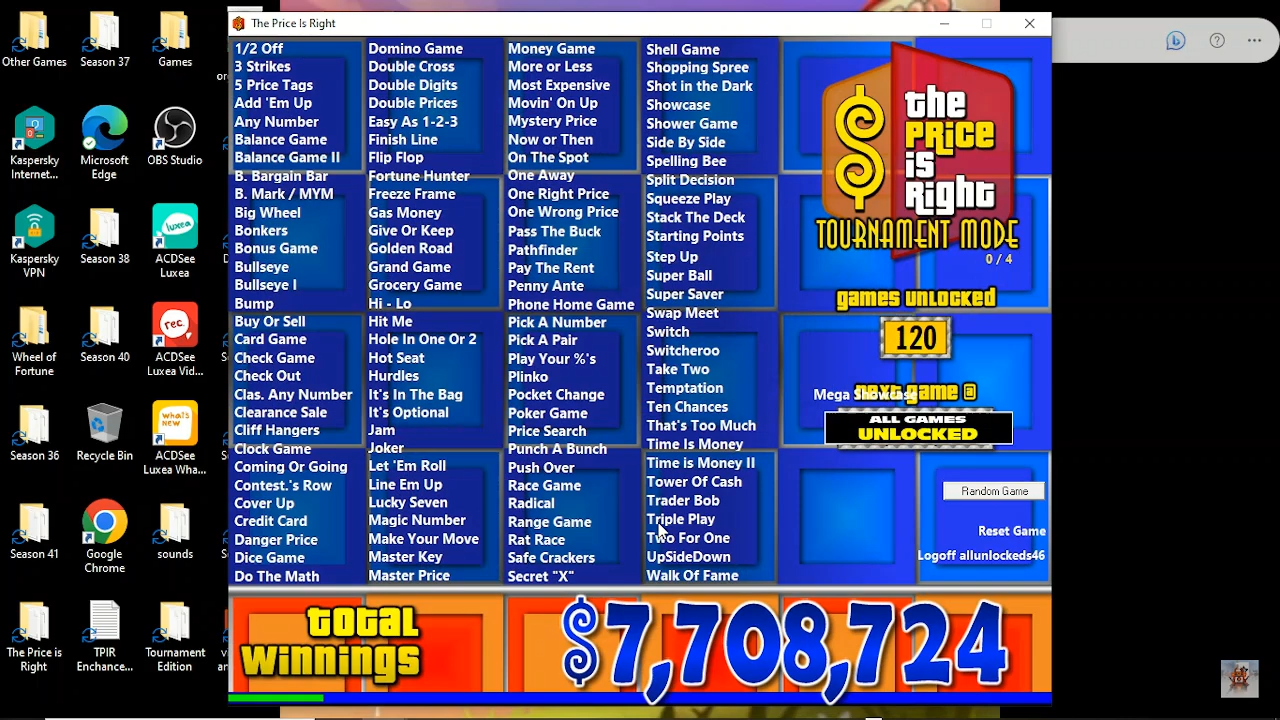 The Price Is Right
Other Games
Season 37
Games
Kaspersky
Internet...
Microsoft
Edge
OBS Studio
Kaspersky
VPN
Season 38
ACDSee
Luxea
Wheel of
Fortune
Season 40
ACDSee
Luxea Vid...
Season 36
Recycle Bin
ACDSee
Luxea Wha...
Season 41
Google
Chrome
sounds
The Price is
Right
TPIR
Enchance...
Tournament
Edition
rec.
what's
new
1/2 Off
3 Strikes
5 Price Tags
Add 'Em Up
Any Number
Balance Game
Balance Game II
B. Bargain Bar
B. Mark / MYM
Big Wheel
Bonkers
Bonus Game
Bullseye
Bullseye I
Bump
Buy Or Sell
Card Game
Check Game
Check Out
Clas. Any Number
Clearance Sale
Cliff Hangers
Clock Game
Coming Or Going
Contest.'s Row
Cover Up
Credit Card
Danger Price
Dice Game
Do The Math
Domino Game
Double Cross
Double Digits
Double Prices
Easy As 1-2-3
Finish Line
Flip Flop
Fortune Hunter
Freeze Frame
Gas Money
Give Or Keep
Golden Road
Grand Game
Grocery Game
Hi - Lo
Hit Me
Hole In One Or 2
Hot Seat
Hurdles
It's In The Bag
It's Optional
Jam
Joker
Let 'Em Roll
Line Em Up
Lucky Seven
Magic Number
Make Your Move
Master Key
Master Price
Money Game
More or Less
Most Expensive
Movin' On Up
Mystery Price
Now or Then
On The Spot
One Away
One Right Price
One Wrong Price
Pass The Buck
Pathfinder
Pay The Rent
Penny Ante
Phone Home Game
Pick A Number
Pick A Pair
Play Your %'s
Plinko
Pocket Change
Poker Game
Price Search
Punch A Bunch
Push Over
Race Game
Radical
Range Game
Rat Race
Safe Crackers
Secret "X"
Shell Game
Shopping Spree
Shot in the Dark
Showcase
Shower Game
Side By Side
Spelling Bee
Split Decision
Squeeze Play
Stack The Deck
Starting Points
Step Up
Super Ball
Super Saver
Swap Meet
Switch
Switcheroo
Take Two
Temptation
Ten Chances
That's Too Much
Time Is Money
Time is Money II
Tower Of Cash
Trader Bob
Triple Play
Two For One
UpSideDown
Walk Of Fame
the
PRICE
is
Right
TOURNAMENT MODE
0 / 4
games unlocked
120
next game @
Mega Showcase
ALL GAMES
UNLOCKED
Random Game
Reset Game
Logoff allunlockeds46
total
winnings
$7,708,724